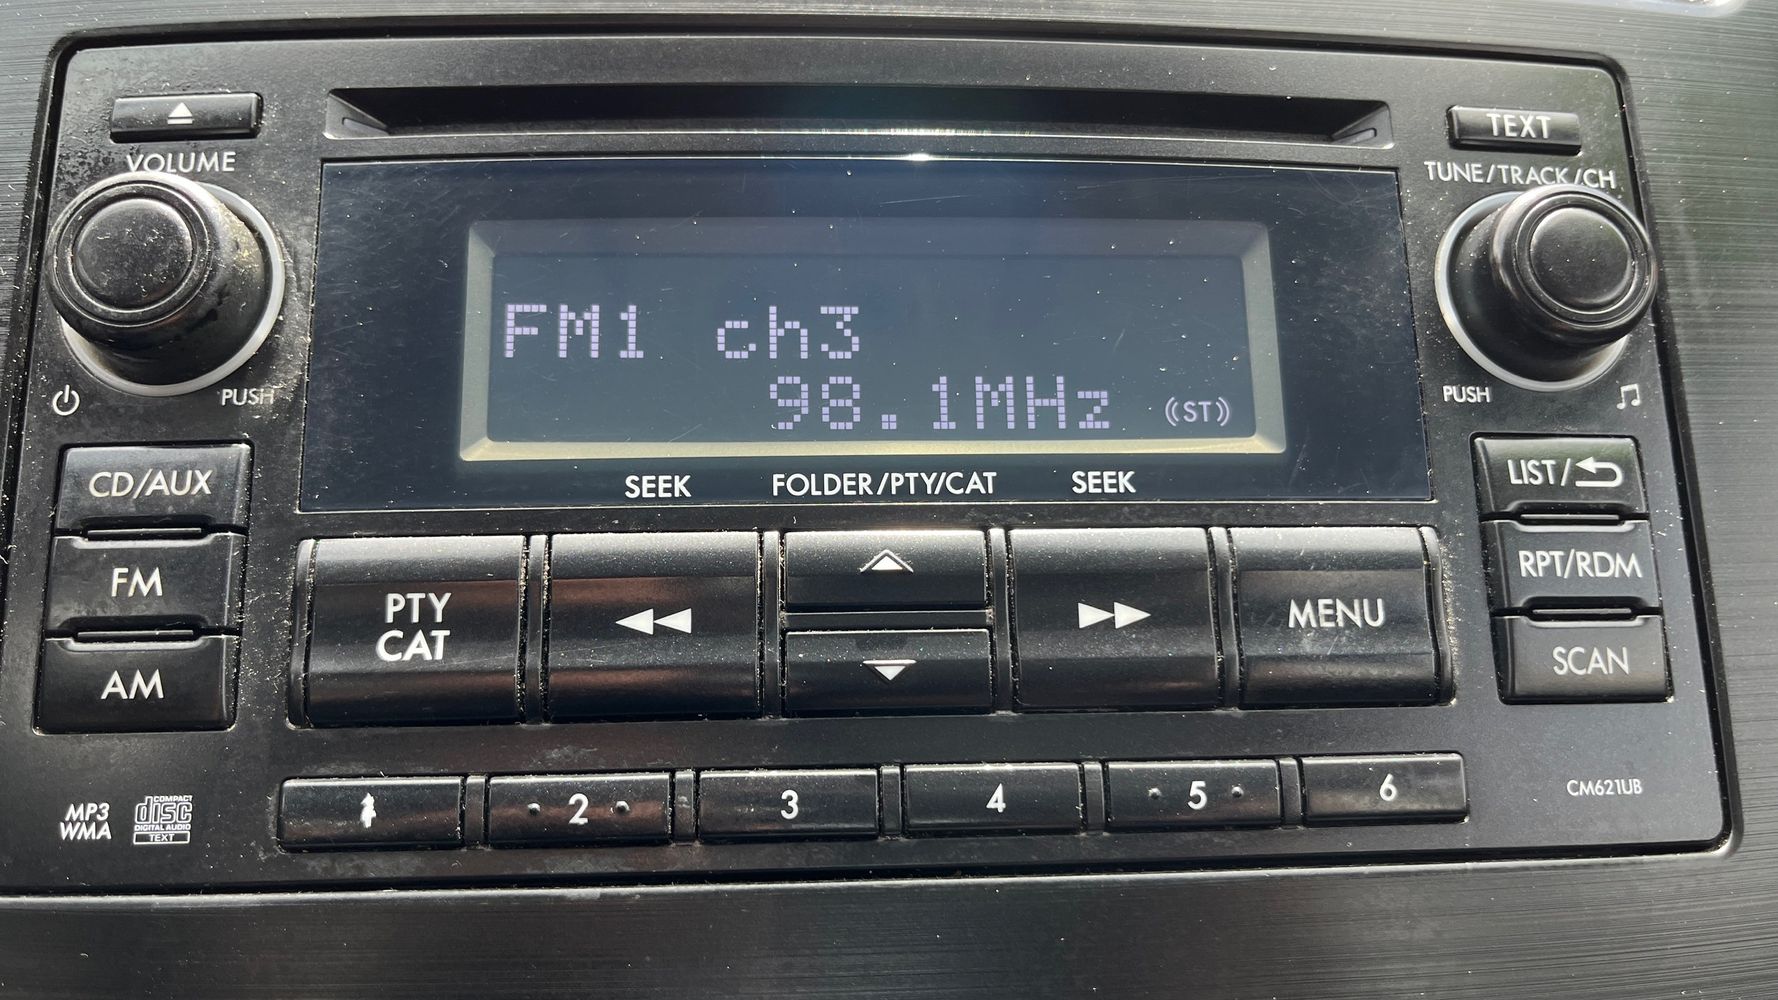 TEXT
VOLUME
TUNE/TRACK/CH
FM1 ch3
98.1MHz ((ST))
PUSH
PUSH
SEEK FOLDER/PTY/CAT SEEK
CD/AUX
LIST/
FM
RPT/RDM
AM
SCAN
PTY
CAT
MENU
2 3 4 5 6
CM621UB
MP3
WMA
COMPACT
disc
DIGITAL AUDIO
TEXT